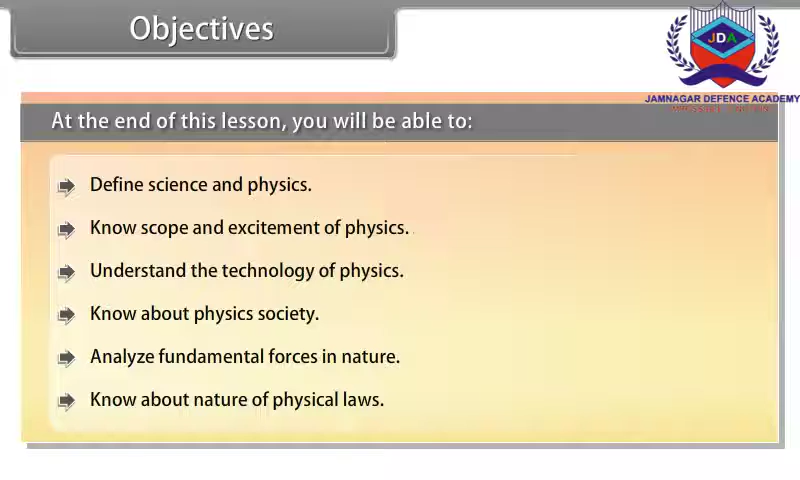 Objectives
JDA
JAMNAGAR DEFENCE ACADEMY
At the end of this lesson, you will be able to:
Define science and physics.
Know scope and excitement of physics.
Understand the technology of physics.
Know about physics society.
Analyze fundamental forces in nature.
Know about nature of physical laws.